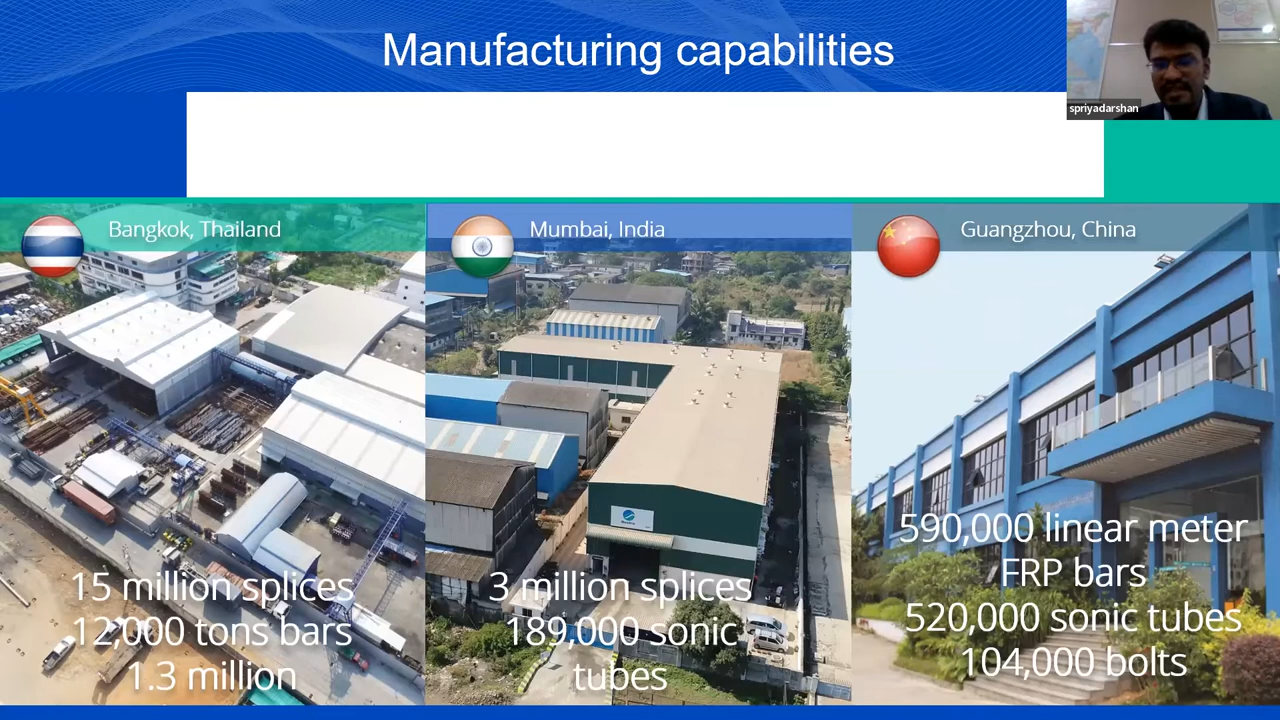 Manufacturing capabilities
spriyadarshan
Bangkok, Thailand
Mumbai, India
Guangzhou, China
15 million splices
12,000 tons bars
1.3 million
3 million splices
189,000 sonic
tubes
590,000 linear meter
FRP bars
520,000 sonic tubes
104,000 bolts